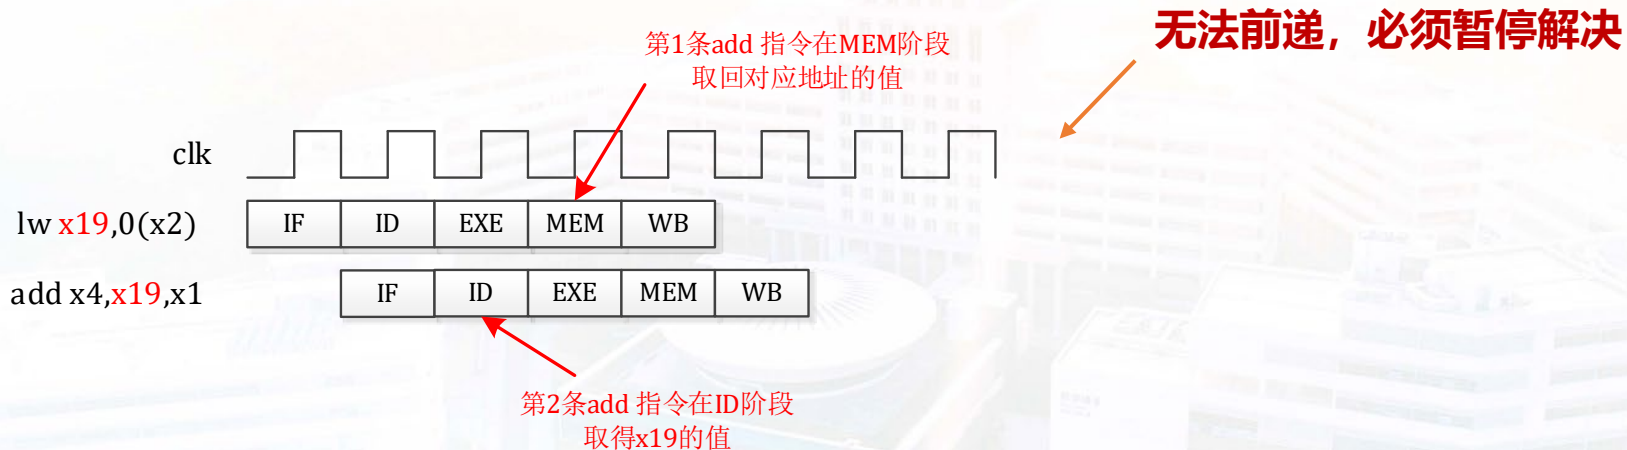 无法前递，必须暂停解决
第1条add 指令在MEM阶段
取回对应地址的值
clk
lw x19,0(x2)
IF ID EXE MEM WB
add x4,x19,x1
IF ID EXE MEM WB
第2条add 指令在ID阶段
取得x19的值